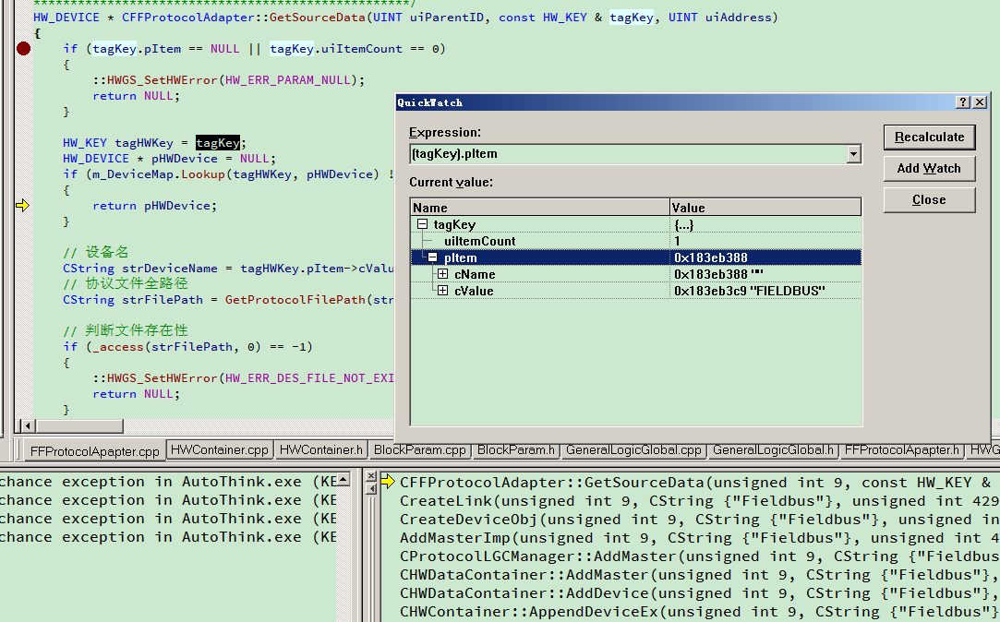 ************************************************/
HW_DEVICE * CFFProtocolAdapter::GetSourceData(UINT uiParentID, const HW_KEY & tagKey, UINT uiAddress)
{
if (tagKey.pItem == NULL || tagKey.uiItemCount == 0)
{
::HWGS_SetHWError(HW_ERR_PARAM_NULL);
return NULL;
}
HW_KEY tagHWKey = tagKey;
HW_DEVICE * pHWDevice = NULL;
if (m_DeviceMap.Lookup(tagHWKey, pHWDevice) !
{
return pHWDevice;
}
// 设备名
CString strDeviceName = tagHWKey.pItem->cValu
// 协议文件全路径
CString strFilePath = GetProtocolFilePath(str
// 判断文件存在性
if (_access(strFilePath, 0) == -1)
{
::HWGS_SetHWError(HW_ERR_DES_FILE_NOT_EXI
return NULL;
}
QuickWatch
Expression:
(tagKey).pItem
Recalculate
Add Watch
Close
Current value:
Name Value
tagKey {...}
uiItemCount 1
pItem 0x183eb388
cName 0x183eb388 ""
cValue 0x183eb3c9 "FIELDBUS"
FFProtocolApapter.cpp HWContainer.cpp HWContainer.h BlockParam.cpp BlockParam.h GeneralLogicGlobal.cpp GeneralLogicGlobal.h FFProtocolApapter.h HWG
chance exception in AutoThink.exe (KE
chance exception in AutoThink.exe (KE
chance exception in AutoThink.exe (KE
chance exception in AutoThink.exe (KE
CFFProtocolAdapter::GetSourceData(unsigned int 9, const HW_KEY &
CreateLink(unsigned int 9, CString {"Fieldbus"}, unsigned int 429
CreateDeviceObj(unsigned int 9, CString {"Fieldbus"}, unsigned in
AddMasterImp(unsigned int 9, CString {"Fieldbus"}, unsigned int 4
CProtocolLGCManager::AddMaster(unsigned int 9, CString {"Fieldbus
CHWDataContainer::AddMaster(unsigned int 9, CString {"Fieldbus"},
CHWDataContainer::AddDevice(unsigned int 9, CString {"Fieldbus"},
CHWContainer::AppendDeviceEx(unsigned int 9, CString {"Fieldbus"}